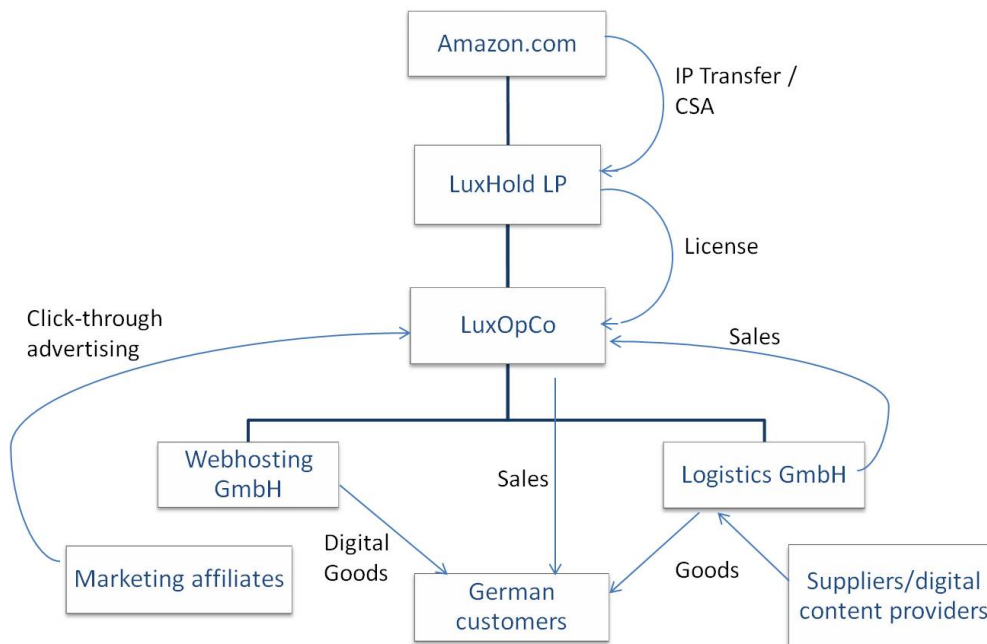 Amazon.com
IP Transfer /
CSA
LuxHold LP
License
Click-through
advertising
LuxOpCo
Sales
Webhosting
GmbH
Sales
Logistics GmbH
Digital
Goods
Goods
Marketing affiliates
German
customers
Suppliers/digital
content providers